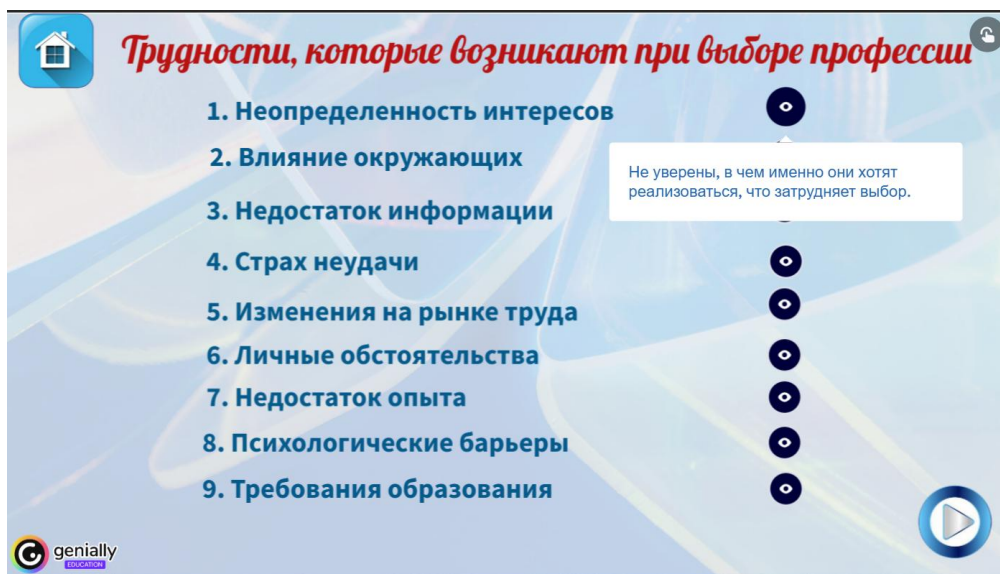 Трудности, которые возникают при выборе профессии
1. Неопределенность интересов
Не уверены, в чем именно они хотят
реализоваться, что затрудняет выбор.
2. Влияние окружающих
3. Недостаток информации
4. Страх неудачи
5. Изменения на рынке труда
6. Личные обстоятельства
7. Недостаток опыта
8. Психологические барьеры
9. Требования образования
genially
EDUCATION